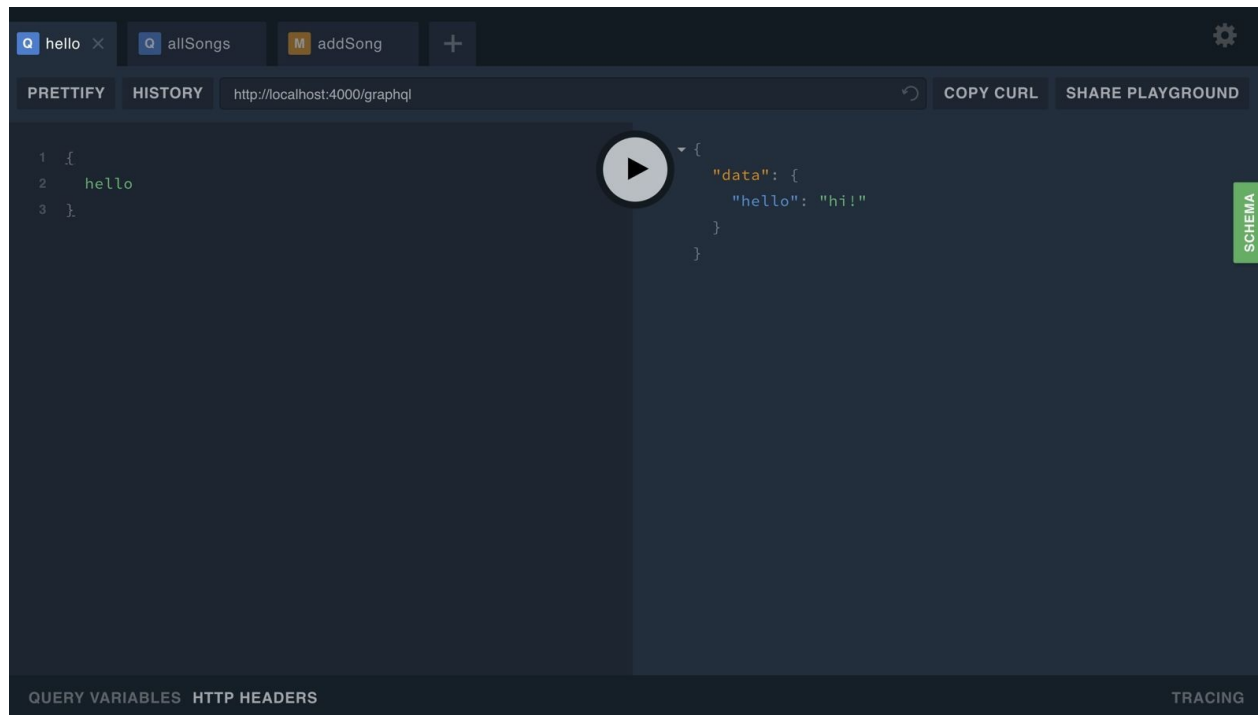 Q hello × Q allSongs M addSong +
PRETTIFY HISTORY http://localhost:4000/graphql COPY CURL SHARE PLAYGROUND
1 {
2 hello
3 }
{
"data": {
"hello": "hi!"
}
}
SCHEMA
QUERY VARIABLES HTTP HEADERS TRACING